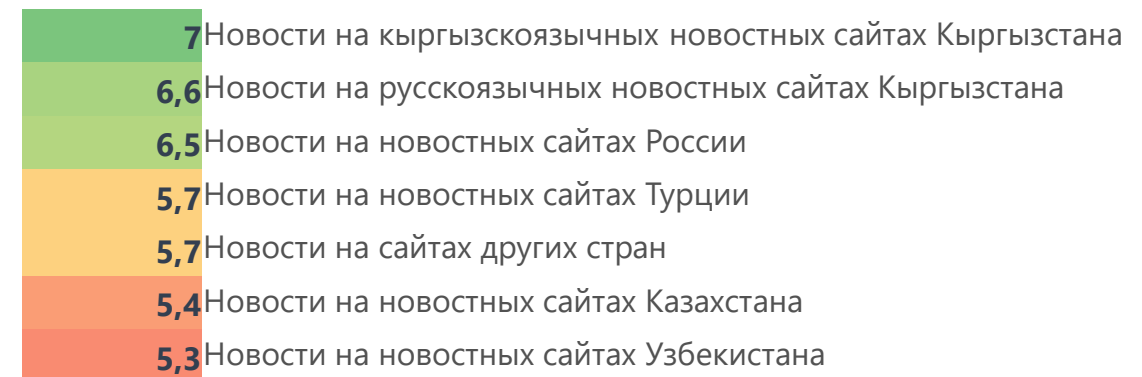 7 Новости на кыргызскоязычных новостных сайтах Кыргызстана
6,6 Новости на русскоязычных новостных сайтах Кыргызстана
6,5 Новости на новостных сайтах России
5,7 Новости на новостных сайтах Турции
5,7 Новости на сайтах других стран
5,4 Новости на новостных сайтах Казахстана
5,3 Новости на новостных сайтах Узбекистана